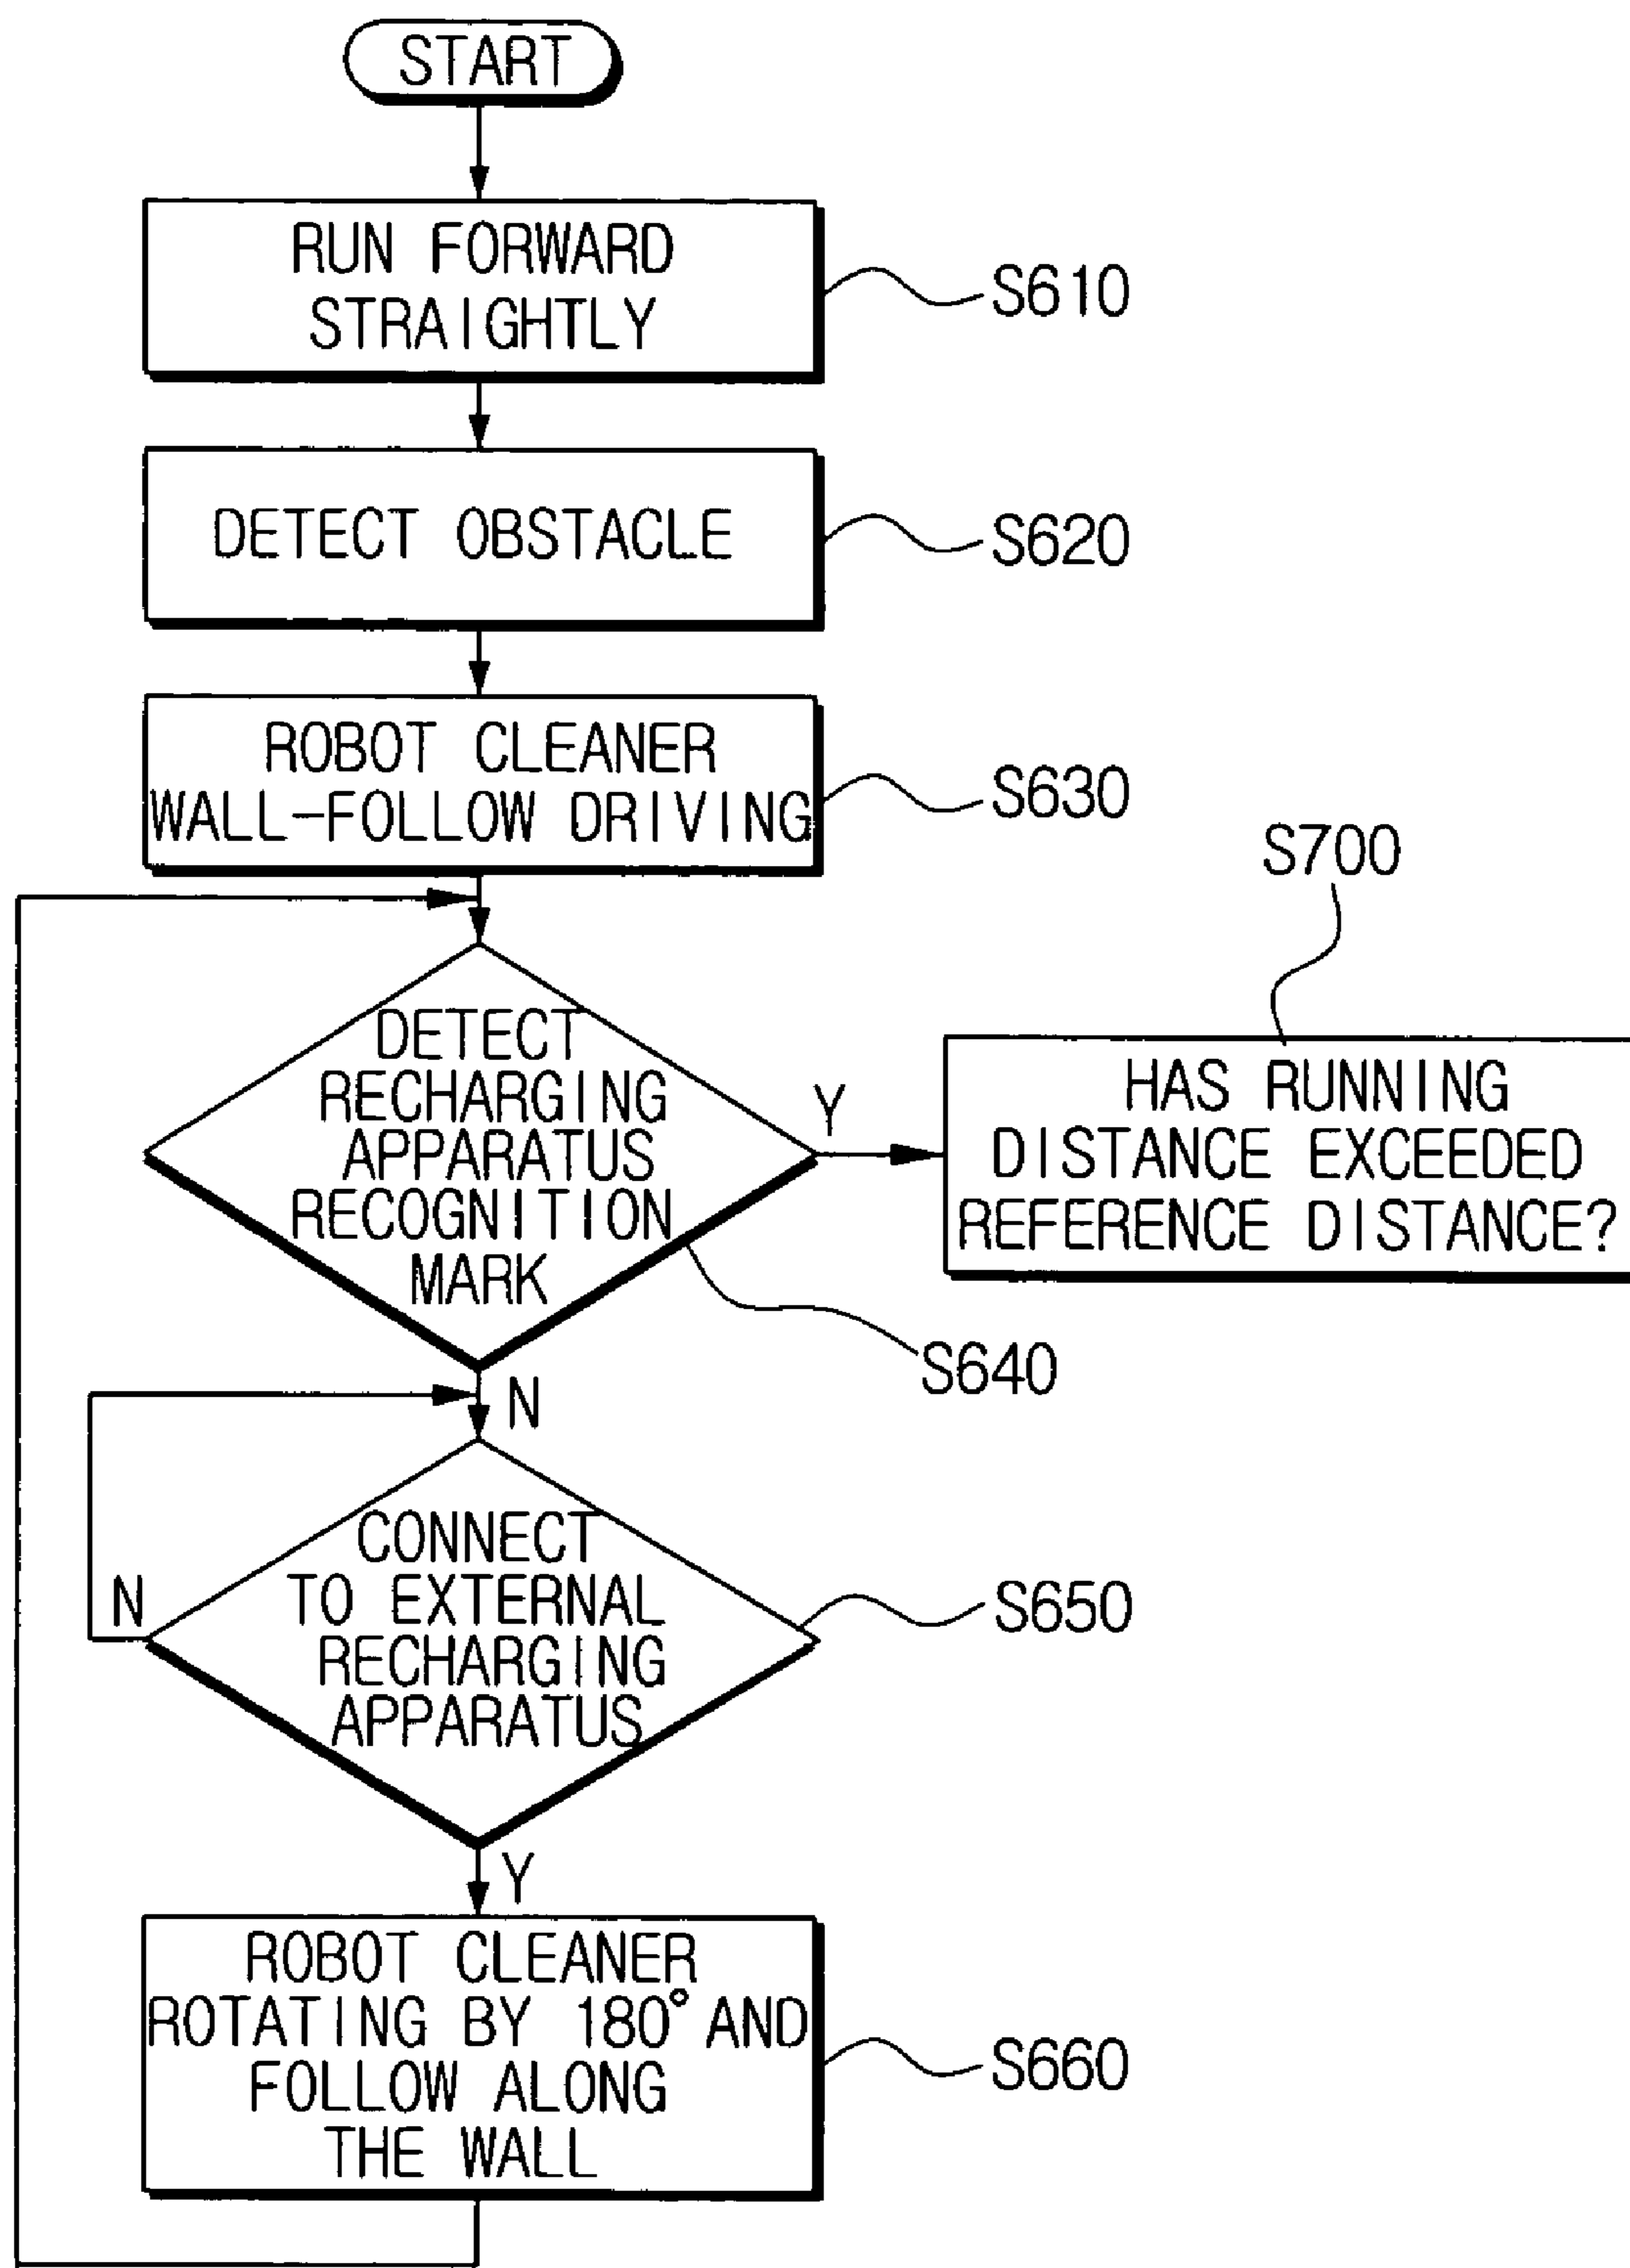 START
RUN FORWARD
STRAIGHTLY
S610
DETECT OBSTACLE
S620
ROBOT CLEANER
WALL-FOLLOW DRIVING
S630
S700
DETECT
RECHARGING
APPARATUS
RECOGNITION
MARK
Y
HAS RUNNING
DISTANCE EXCEEDED
REFERENCE DISTANCE?
S640
N
CONNECT
TO EXTERNAL
RECHARGING
APPARATUS
N
S650
Y
ROBOT CLEANER
ROTATING BY 180° AND
FOLLOW ALONG
THE WALL
S660